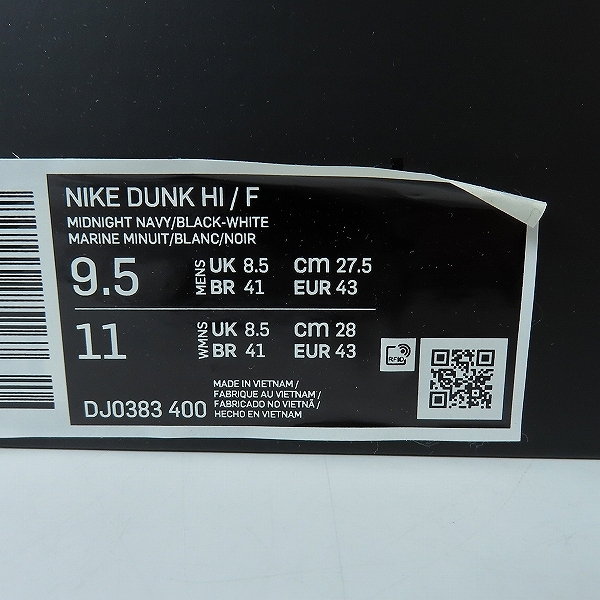 NIKE DUNK HI / F
MIDNIGHT NAVY/BLACK-WHITE
MARINE MINUIT/BLANC/NOIR
9.5 MENS UK 8.5 cm 27.5
BR 41 EUR 43
11 WMNS UK 8.5 cm 28
BR 41 EUR 43
RFID
DJ0383 400
MADE IN VIETNAM /
FABRIQUE AU VIETNAM /
FABRICADO NO VIETNÃ /
HECHO EN VIETNAM